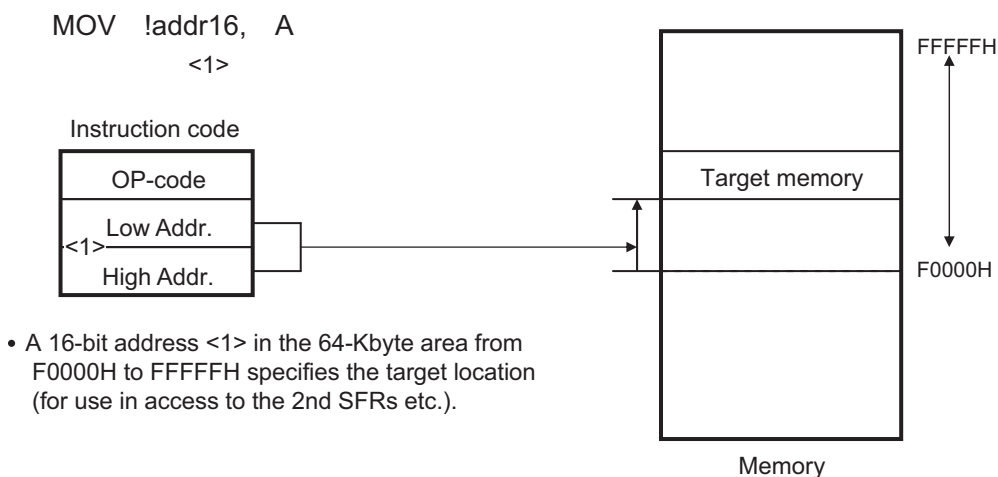 MOV !addr16, A
<1>
FFFFFH
Instruction code
OP-code
Target memory
Low Addr.
<1>
High Addr.
F0000H
• A 16-bit address <1> in the 64-Kbyte area from
F0000H to FFFFFH specifies the target location
(for use in access to the 2nd SFRs etc.).
Memory